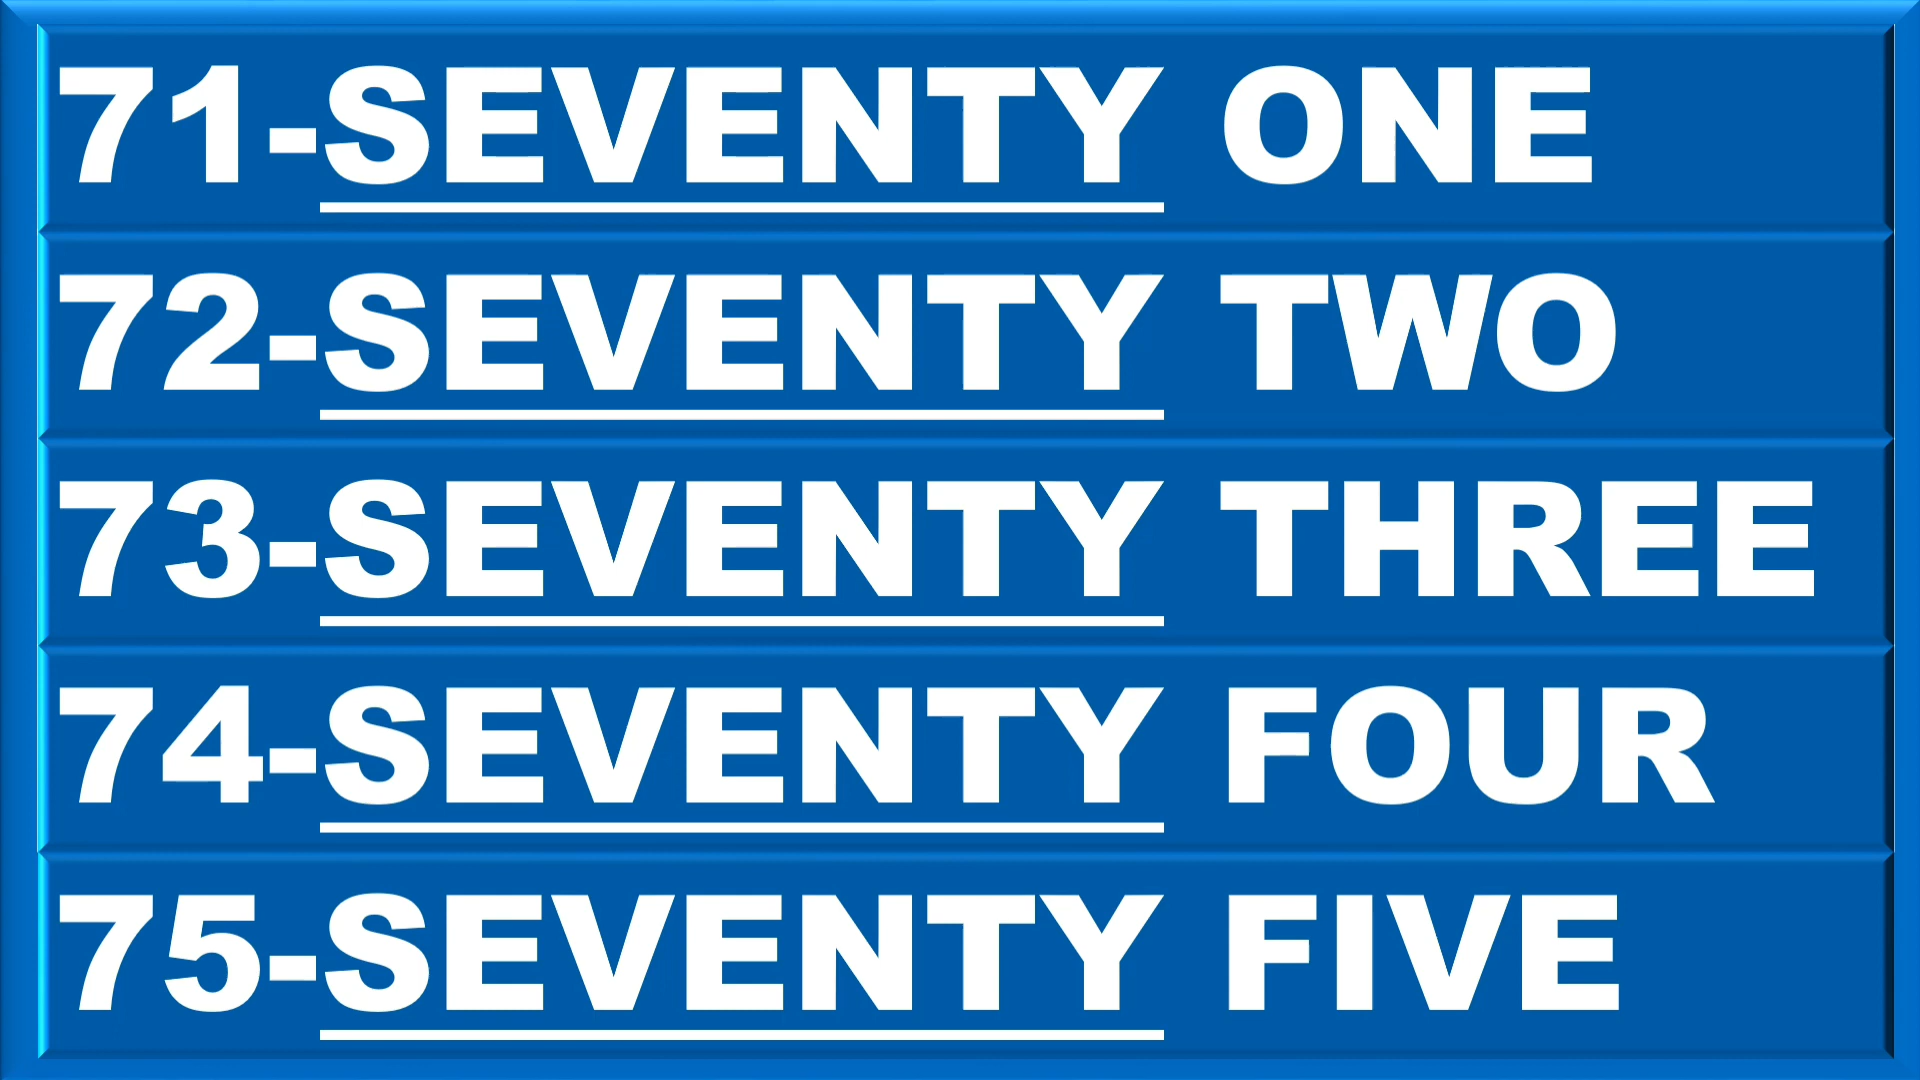 71-SEVENTY ONE
72-SEVENTY TWO
73-SEVENTY THREE
74-SEVENTY FOUR
75-SEVENTY FIVE